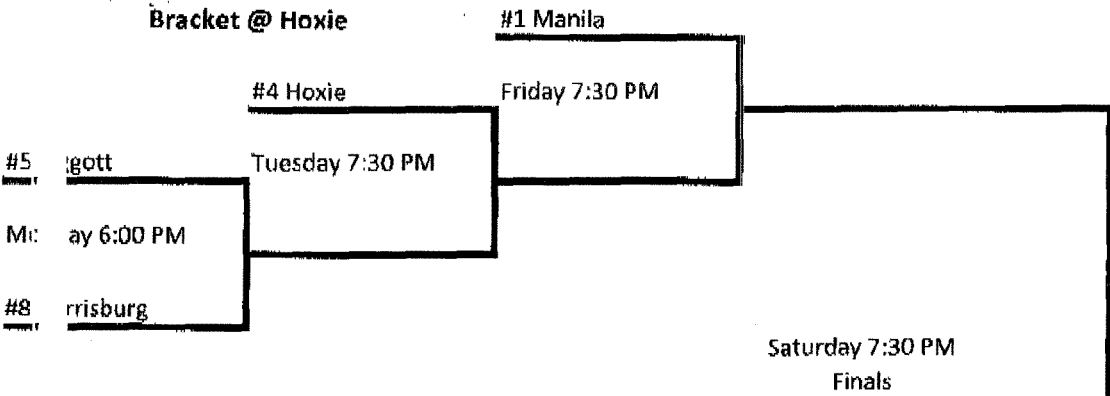 Bracket @ Hoxie
#1 Manila
#4 Hoxie
Friday 7:30 PM
#5
Tuesday 7:30 PM
6:00 PM
#8
Saturday 7:30 PM
Finals